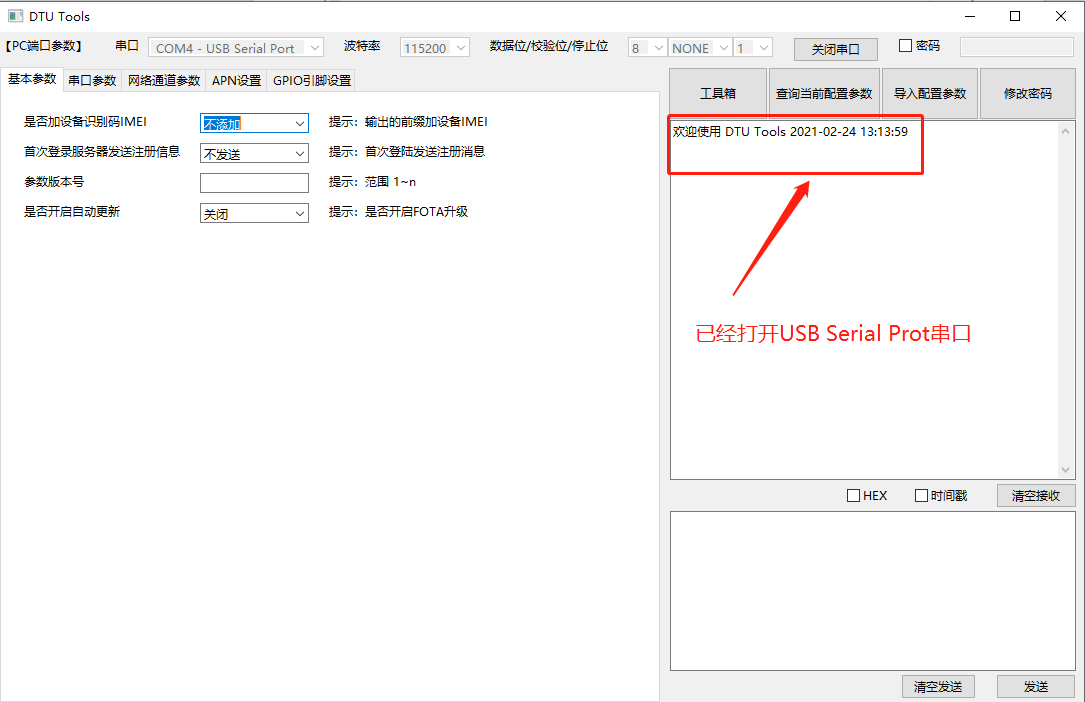 DTU Tools
【PC端口参数】 串口 COM4 - USB Serial Port 波特率 115200 数据位/校验位/停止位 8 NONE 1 关闭串口 密码
基本参数 串口参数 网络通道参数 APN设置 GPIO引脚设置
工具箱 查询当前配置参数 导入配置参数 修改密码
是否加设备识别码IMEI 不添加 提示：输出的前缀加设备IMEI
首次登录服务器发送注册信息 不发送 提示：首次登陆发送注册消息
参数版本号 提示：范围 1~n
是否开启自动更新 关闭 提示：是否开启FOTA升级
欢迎使用 DTU Tools 2021-02-24 13:13:59
已经打开USB Serial Prot串口
HEX 时间戳 清空接收
清空发送 发送